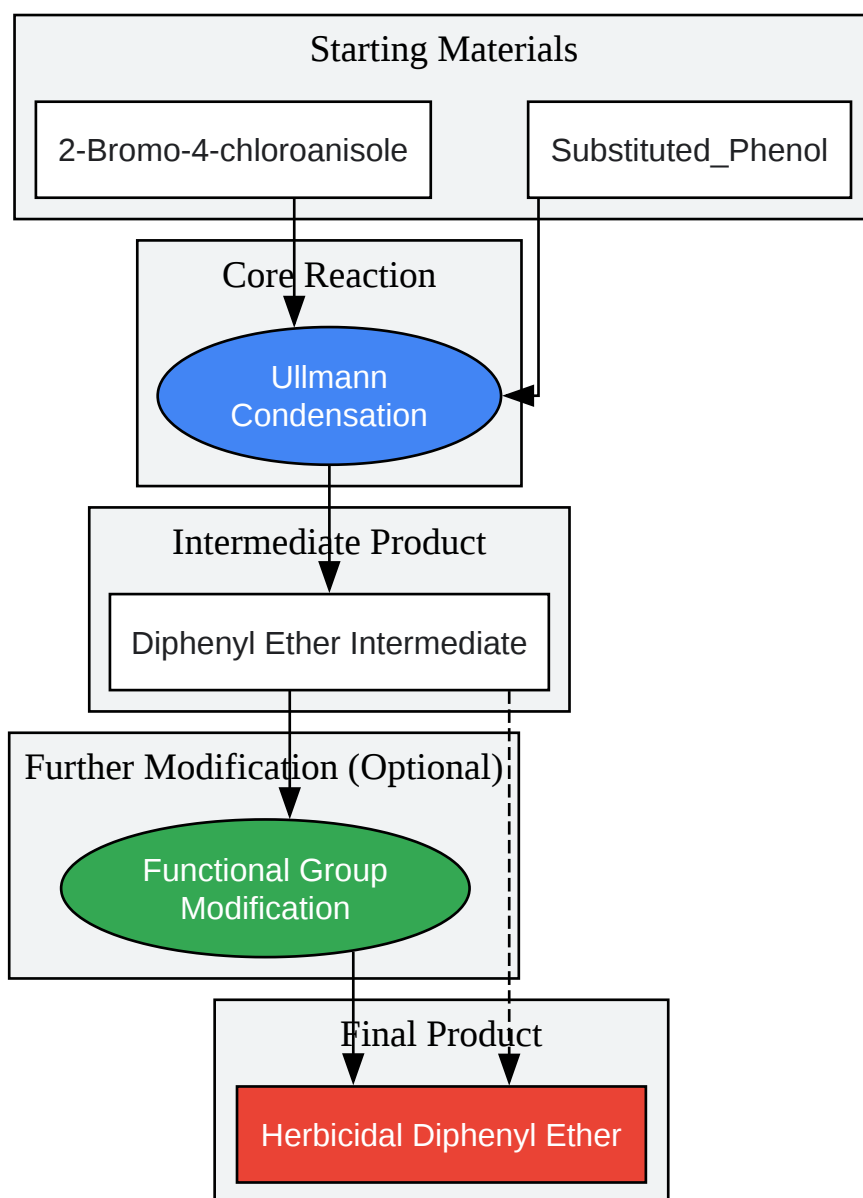 Starting Materials
2-Bromo-4-chloroanisole
Substituted_Phenol
Core Reaction
Ullmann
Condensation
Intermediate Product
Diphenyl Ether Intermediate
Further Modification (Optional)
Functional Group
Modification
Final Product
Herbicidal Diphenyl Ether